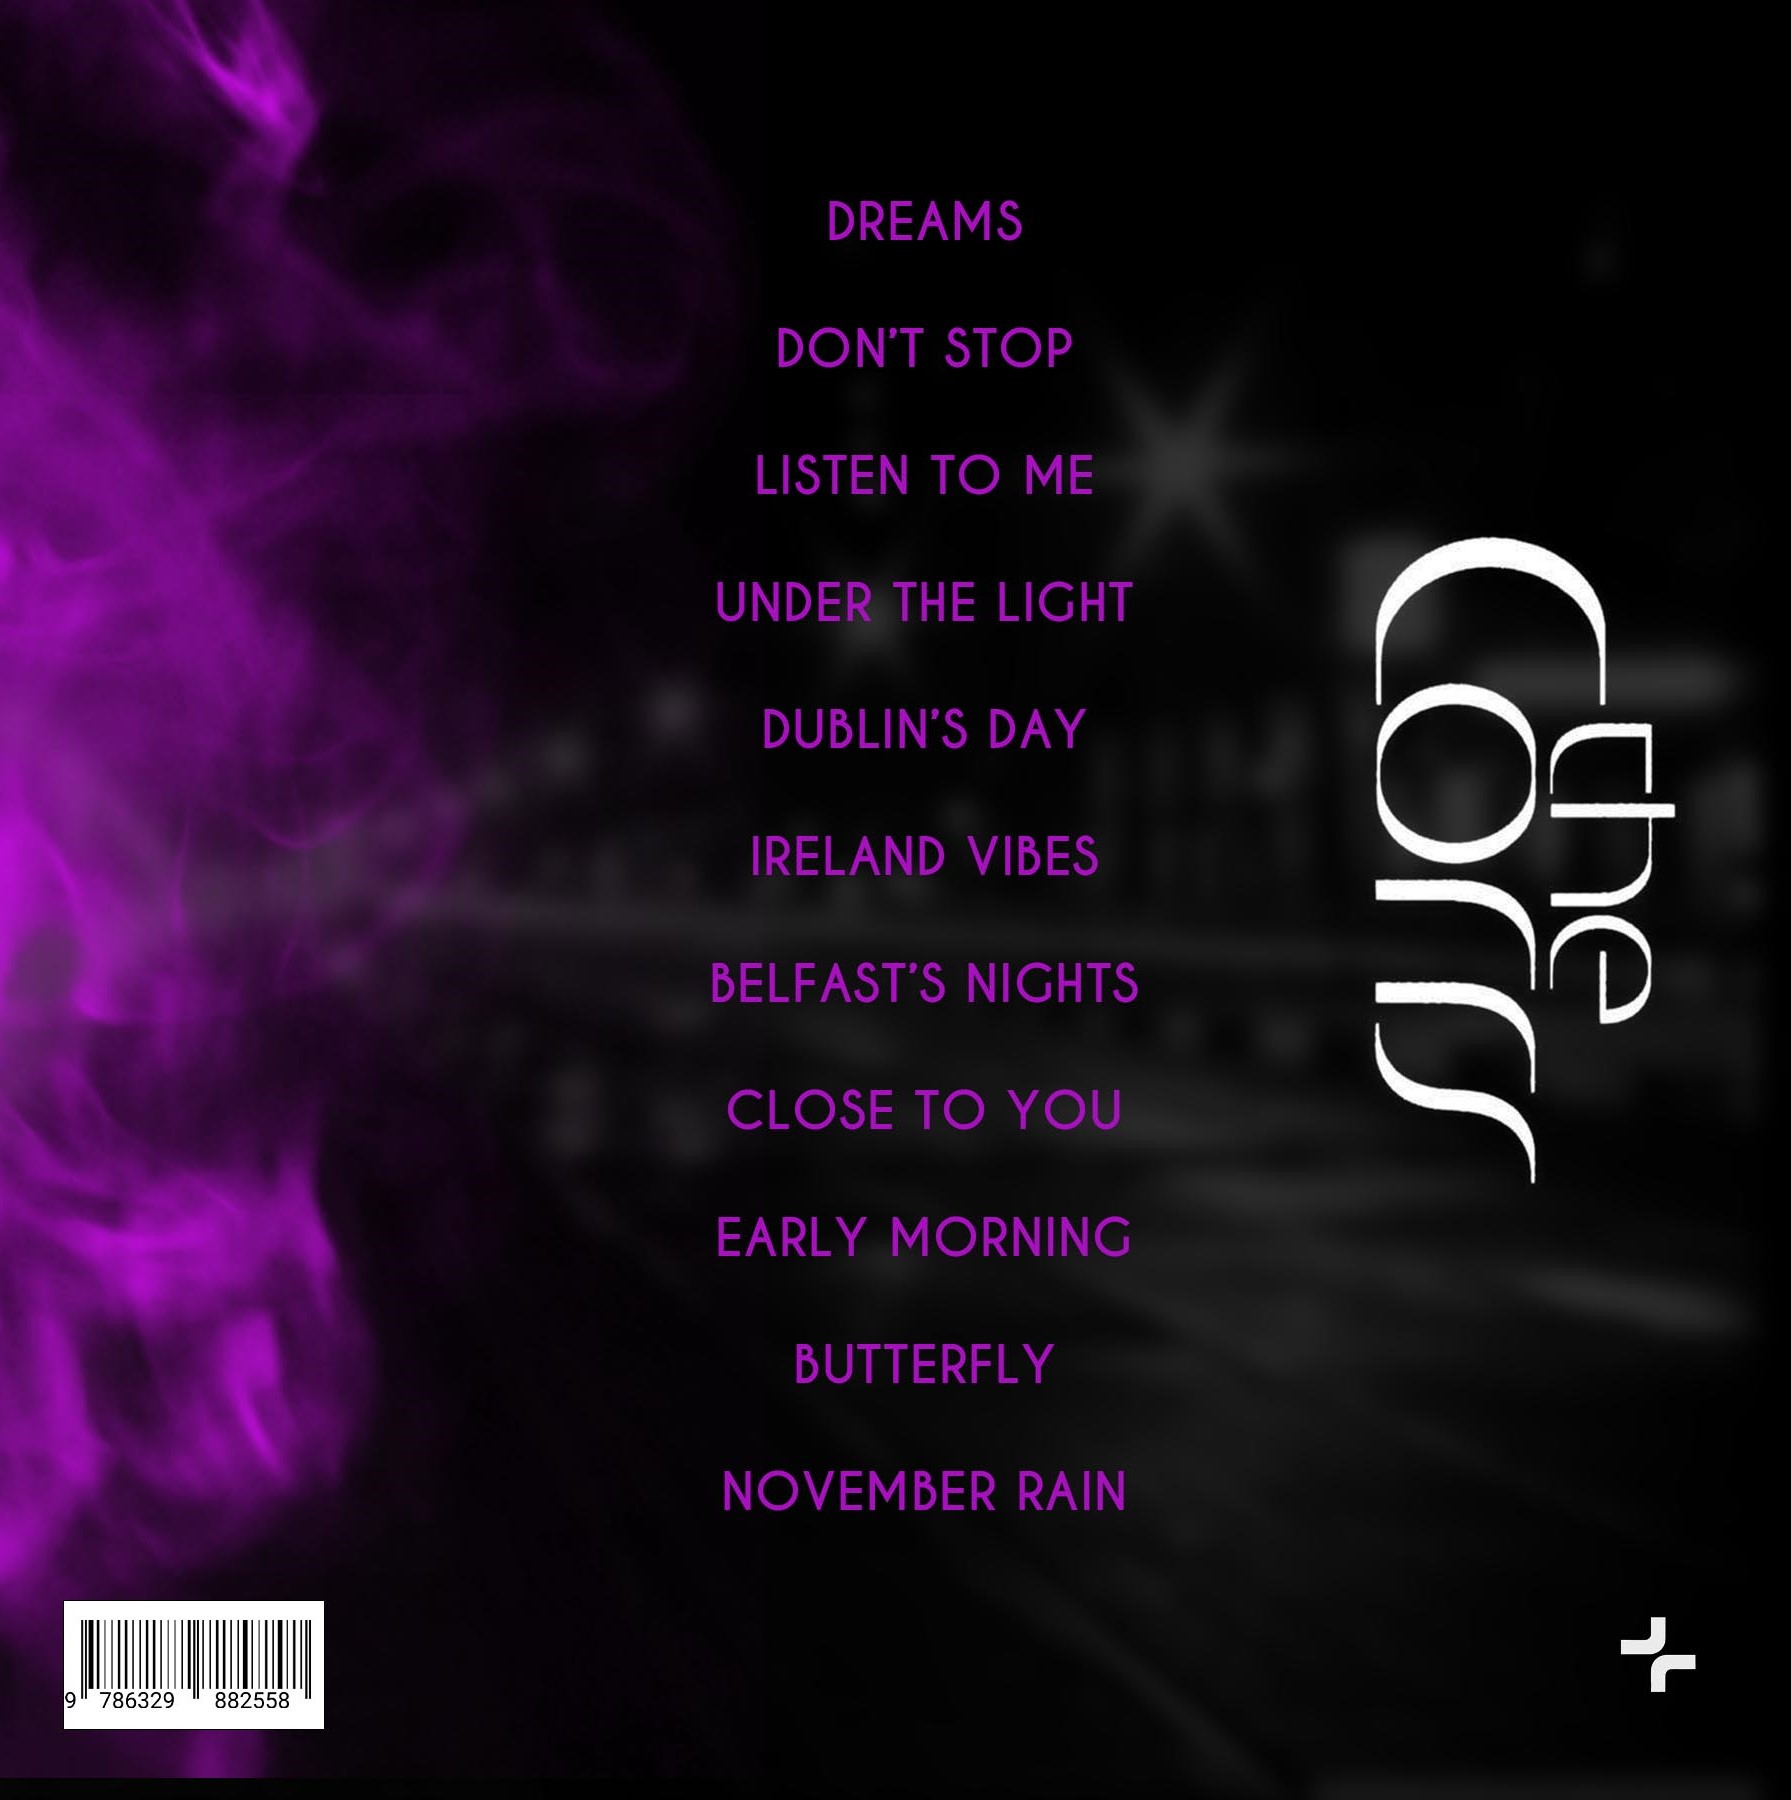 DREAMS
DON'T STOP
LISTEN TO ME
UNDER THE LIGHT
DUBLIN'S DAY
IRELAND VIBES
BELFAST'S NIGHTS
CLOSE TO YOU
EARLY MORNING
BUTTERFLY
NOVEMBER RAIN
the
Corrs
9 786329 882558